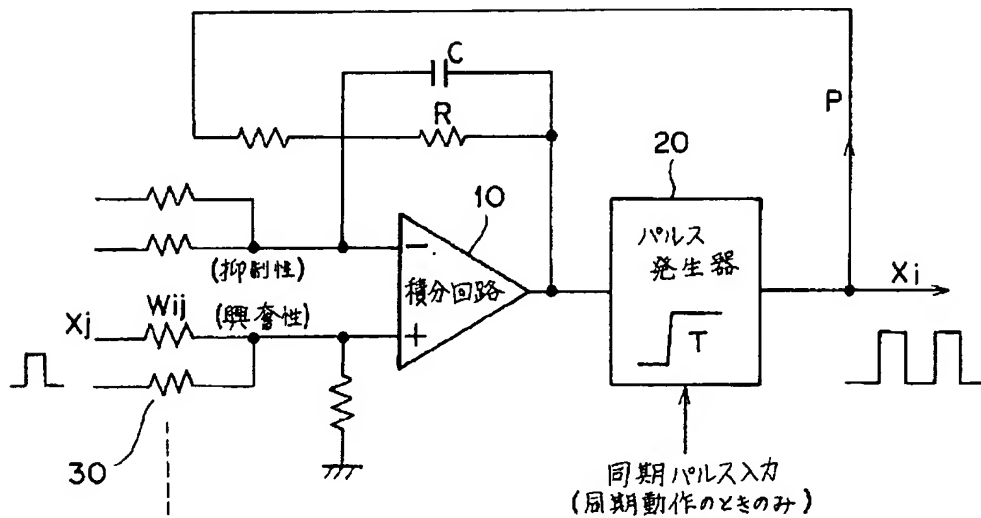 C
P
R
20
10
パルス
発生器
(抑制性)
積分回路
Xi
Xj
Wij
(興奮性)
T
30
同期パルス入力
(同期動作のときのみ)